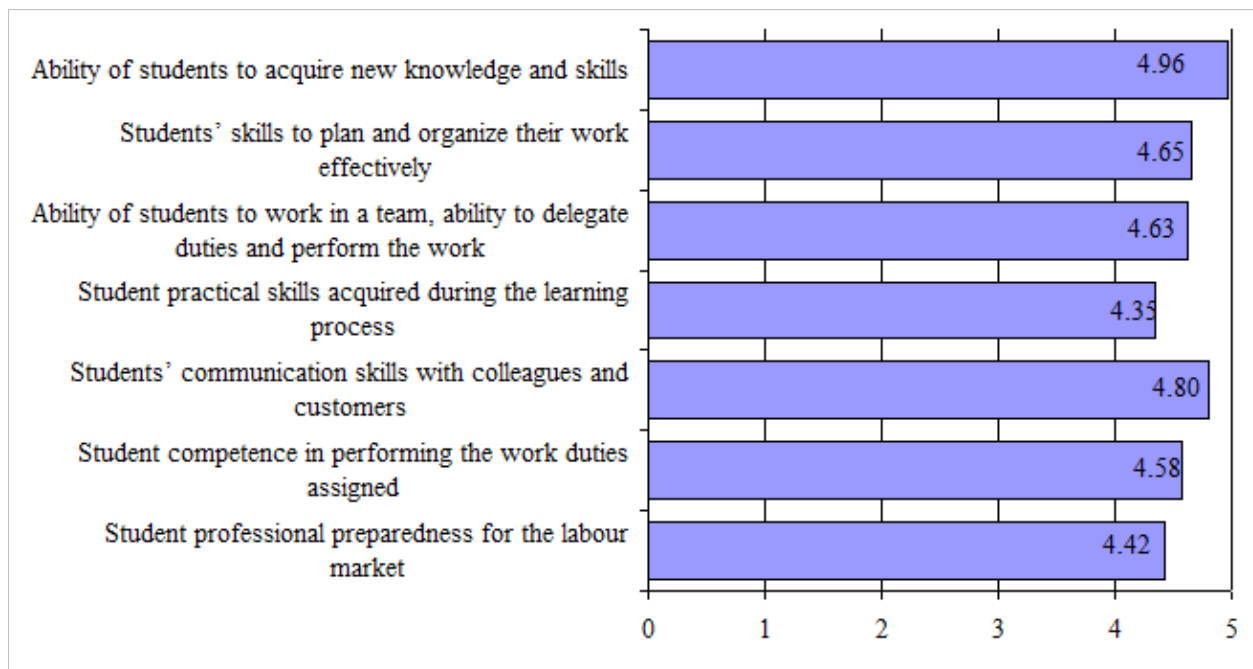 Ability of students to acquire new knowledge and skills
4.96
Students’ skills to plan and organize their work
effectively
4.65
Ability of students to work in a team, ability to delegate
duties and perform the work
4.63
Student practical skills acquired during the learning
process
4.35
Students’ communication skills with colleagues and
customers
4.80
Student competence in performing the work duties
assigned
4.58
Student professional preparedness for the labour
market
4.42
0 1 2 3 4 5